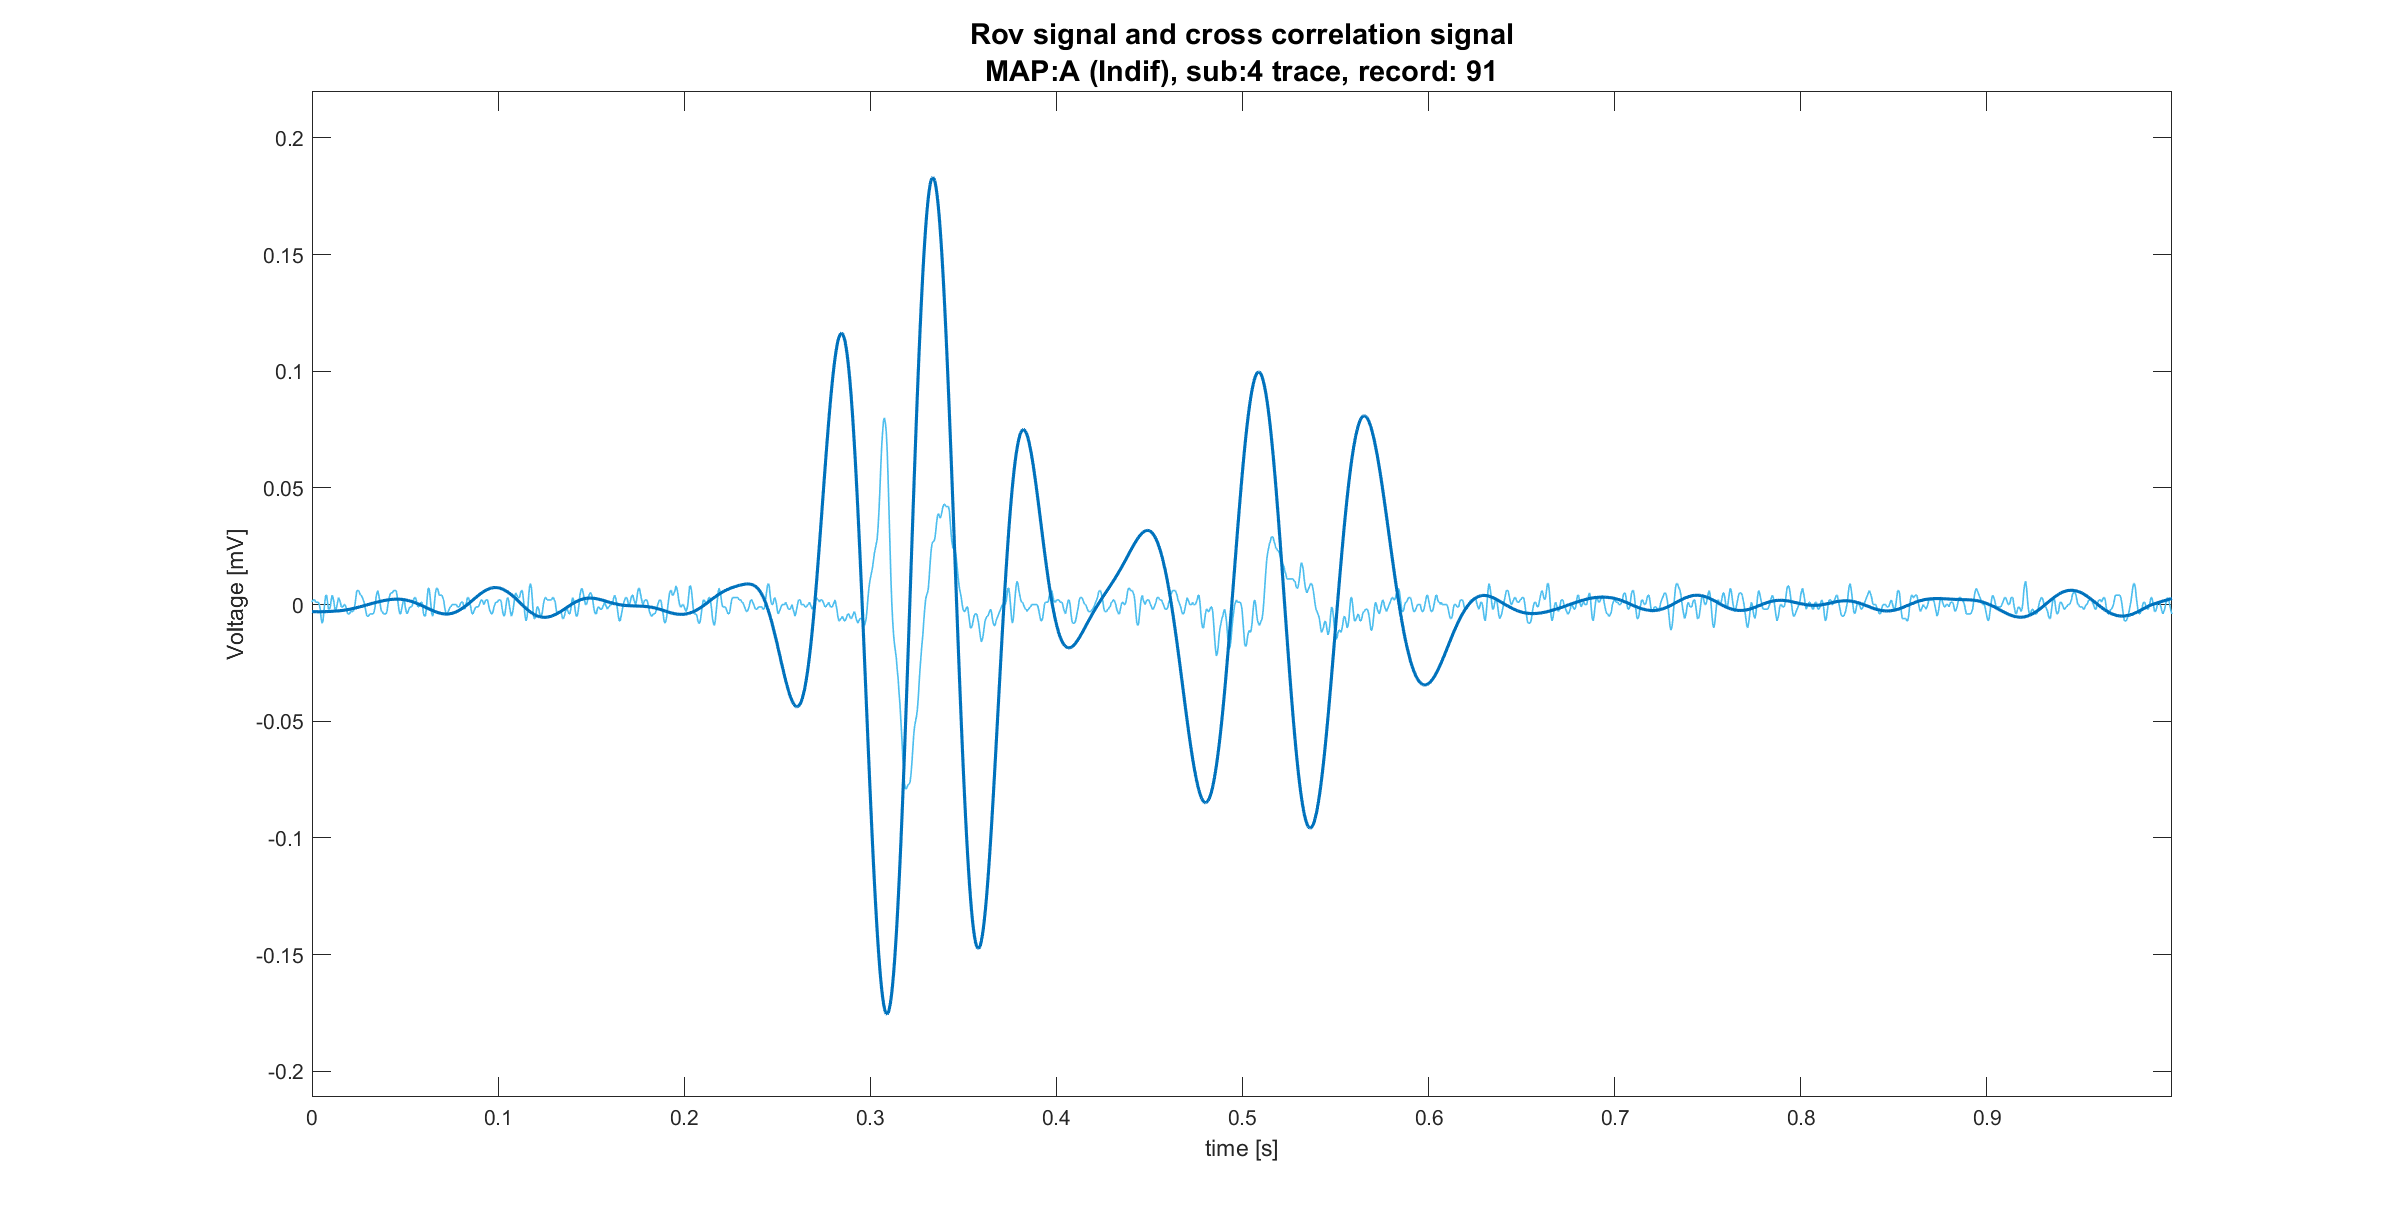 Rov signal and cross correlation signal
MAP:A (Indif), sub:4 trace, record: 91
0.2
0.15
0.1
0.05
0
-0.05
-0.1
-0.15
-0.2
Voltage [mV]
0 0.1 0.2 0.3 0.4 0.5 0.6 0.7 0.8 0.9
time [s]